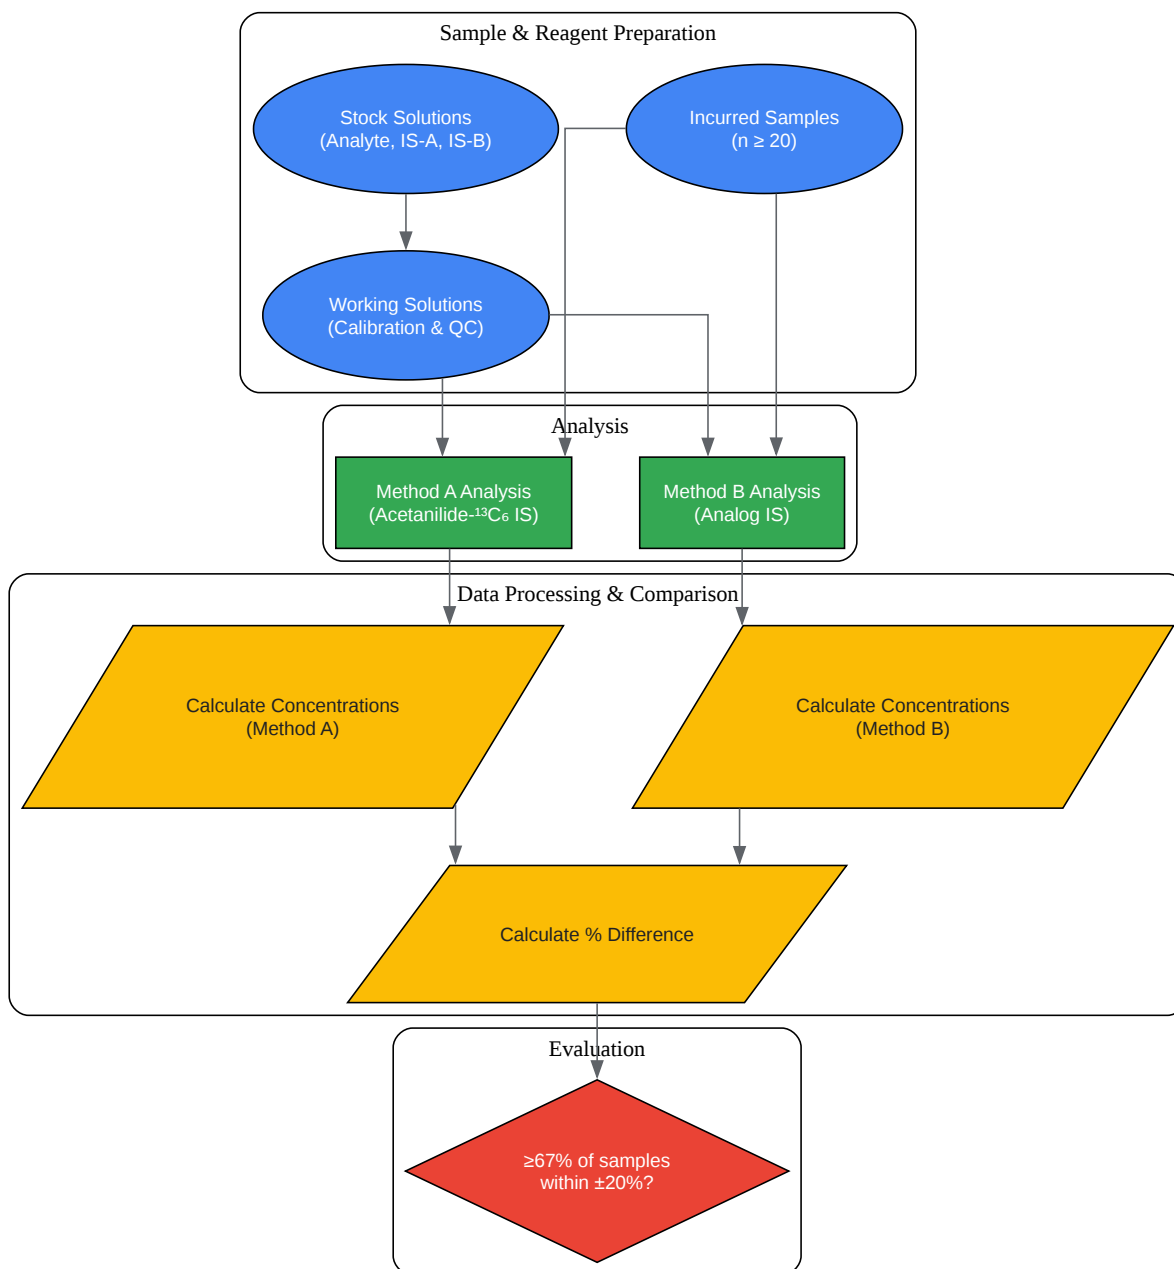 Sample & Reagent Preparation
Stock Solutions
(Analyte, IS-A, IS-B)
Incurred Samples
(n ≥ 20)
Working Solutions
(Calibration & QC)
Analysis
Method A Analysis
(Acetanilide-¹³C₆ IS)
Method B Analysis
(Analog IS)
Data Processing & Comparison
Calculate Concentrations
(Method A)
Calculate Concentrations
(Method B)
Calculate % Difference
Evaluation
≥67% of samples
within ±20%?